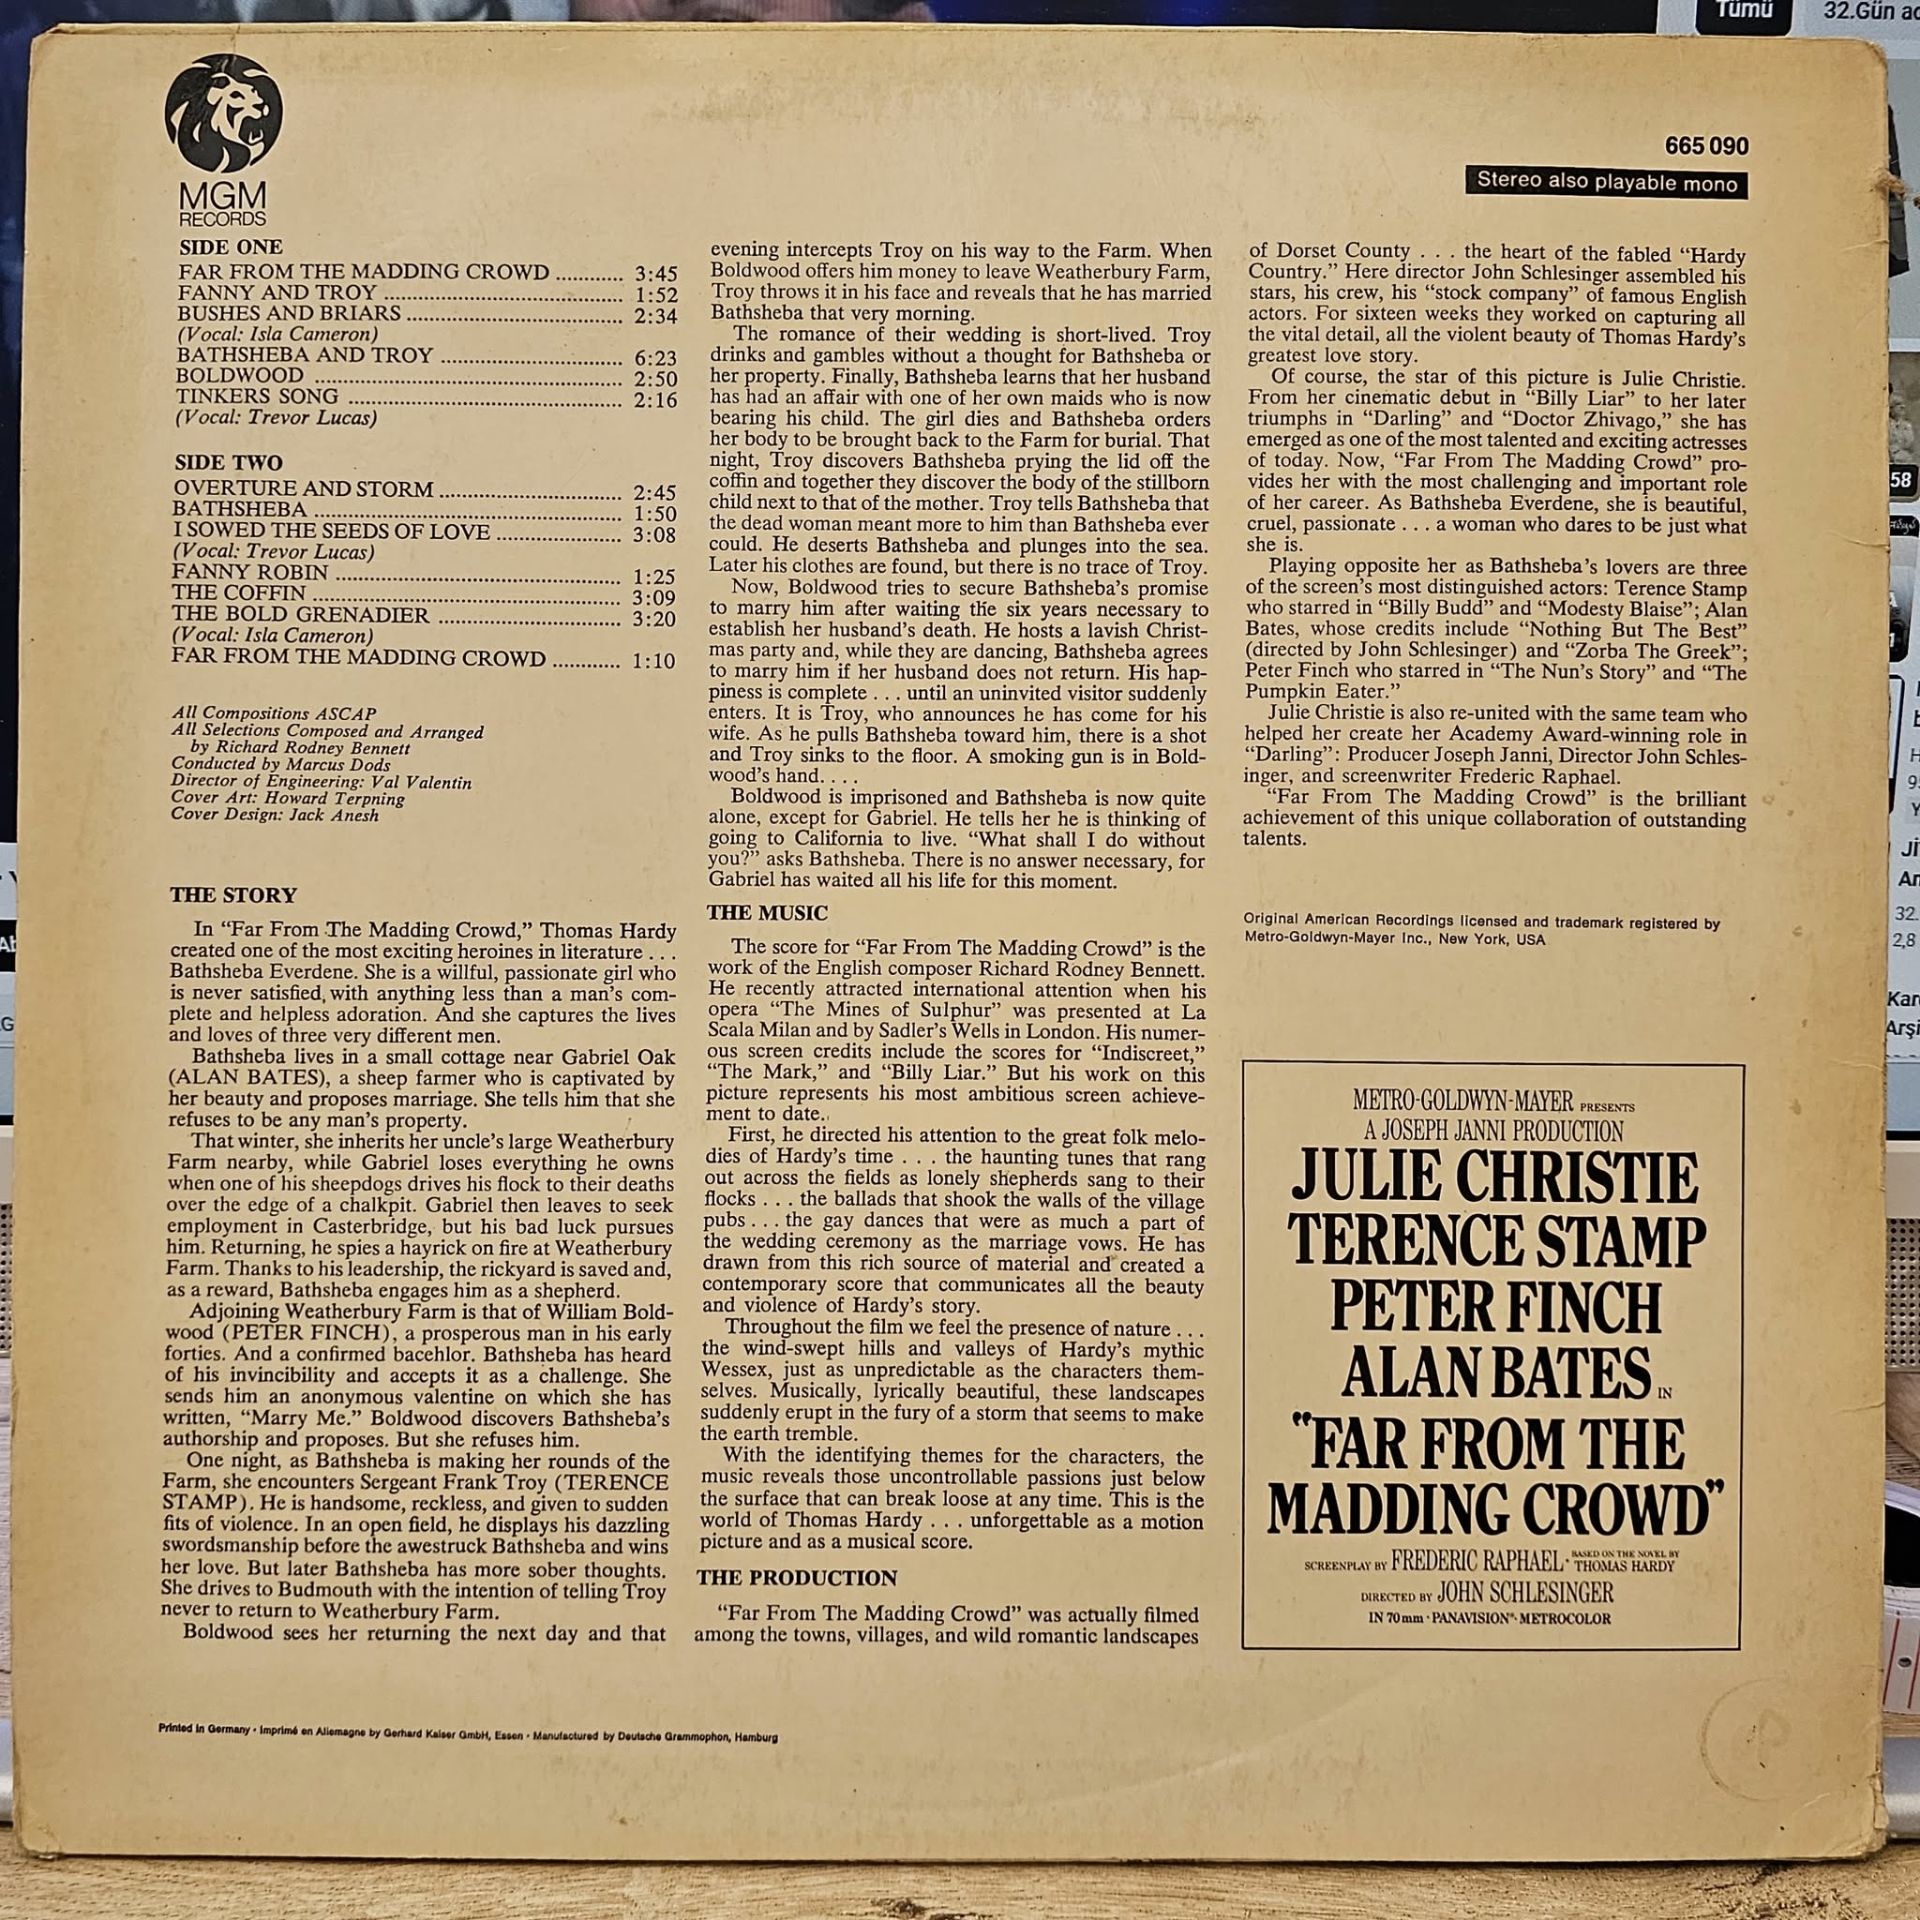 MGM
RECORDS
SIDE ONE
FAR FROM THE MADDING CROWD ............ 3:45
FANNY AND TROY ...................................... 1:52
BUSHES AND BRIARS ................................... 2:34
(Vocal: Isla Cameron)
BATHSHEBA AND TROY ............................. 6:23
BOLDWOOD ................................................. 2:50
TINKERS SONG ............................................ 2:16
(Vocal: Trevor Lucas)
SIDE TWO
OVERTURE AND STORM ............................. 2:45
BATHSHEBA ................................................. 1:50
I SOWED THE SEEDS OF LOVE .................... 3:08
(Vocal: Trevor Lucas)
FANNY ROBIN .............................................. 1:25
THE COFFIN .................................................. 3:09
THE BOLD GRENADIER .............................. 3:20
(Vocal: Isla Cameron)
FAR FROM THE MADDING CROWD ............ 1:10
All Compositions ASCAP
All Selections Composed and Arranged
by Richard Rodney Bennett
Conducted by Marcus Dods
Director of Engineering: Val Valentin
Cover Art: Howard Terpning
Cover Design: Jack Anesh
THE STORY
In “Far From The Madding Crowd,” Thomas Hardy
created one of the most exciting heroines in literature . . .
Bathsheba Everdene. She is a willful, passionate girl who
is never satisfied, with anything less than a man’s com-
plete and helpless adoration. And she captures the lives
and loves of three very different men.
Bathsheba lives in a small cottage near Gabriel Oak
(ALAN BATES), a sheep farmer who is captivated by
her beauty and proposes marriage. She tells him that she
refuses to be any man’s property.
That winter, she inherits her uncle’s large Weatherbury
Farm nearby, while Gabriel loses everything he owns
when one of his sheepdogs drives his flock to their deaths
over the edge of a chalkpit. Gabriel then leaves to seek
employment in Casterbridge, but his bad luck pursues
him. Returning, he spies a hayrick on fire at Weatherbury
Farm. Thanks to his leadership, the rickyard is saved and,
as a reward, Bathsheba engages him as a shepherd.
Adjoining Weatherbury Farm is that of William Bold-
wood (PETER FINCH), a prosperous man in his early
forties. And a confirmed bacehlor. Bathsheba has heard
of his invincibility and accepts it as a challenge. She
sends him an anonymous valentine on which she has
written, “Marry Me.” Boldwood discovers Bathsheba’s
authorship and proposes. But she refuses him.
One night, as Bathsheba is making her rounds of the
Farm, she encounters Sergeant Frank Troy (TERENCE
STAMP). He is handsome, reckless, and given to sudden
fits of violence. In an open field, he displays his dazzling
swordsmanship before the awestruck Bathsheba and wins
her love. But later Bathsheba has more sober thoughts.
She drives to Budmouth with the intention of telling Troy
never to return to Weatherbury Farm.
Boldwood sees her returning the next day and that
evening intercepts Troy on his way to the Farm. When
Boldwood offers him money to leave Weatherbury Farm,
Troy throws it in his face and reveals that he has married
Bathsheba that very morning.
The romance of their wedding is short-lived. Troy
drinks and gambles without a thought for Bathsheba or
her property. Finally, Bathsheba learns that her husband
has had an affair with one of her own maids who is now
bearing his child. The girl dies and Bathsheba orders
her body to be brought back to the Farm for burial. That
night, Troy discovers Bathsheba prying the lid off the
coffin and together they discover the body of the stillborn
child next to that of the mother. Troy tells Bathsheba that
the dead woman meant more to him than Bathsheba ever
could. He deserts Bathsheba and plunges into the sea.
Later his clothes are found, but there is no trace of Troy.
Now, Boldwood tries to secure Bathsheba’s promise
to marry him after waiting the six years necessary to
establish her husband’s death. He hosts a lavish Christ-
mas party and, while they are dancing, Bathsheba agrees
to marry him if her husband does not return. His hap-
piness is complete . . . until an uninvited visitor suddenly
enters. It is Troy, who announces he has come for his
wife. As he pulls Bathsheba toward him, there is a shot
and Troy sinks to the floor. A smoking gun is in Bold-
wood’s hand. . . .
Boldwood is imprisoned and Bathsheba is now quite
alone, except for Gabriel. He tells her he is thinking of
going to California to live. “What shall I do without
you?” asks Bathsheba. There is no answer necessary, for
Gabriel has waited all his life for this moment.
THE MUSIC
The score for “Far From The Madding Crowd” is the
work of the English composer Richard Rodney Bennett.
He recently attracted international attention when his
opera “The Mines of Sulphur” was presented at La
Scala Milan and by Sadler’s Wells in London. His numer-
ous screen credits include the scores for “Indiscreet,”
“The Mark,” and “Billy Liar.” But his work on this
picture represents his most ambitious screen achieve-
ment to date.
First, he directed his attention to the great folk melo-
dies of Hardy’s time . . . the haunting tunes that rang
out across the fields as lonely shepherds sang to their
flocks . . . the ballads that shook the walls of the village
pubs . . . the gay dances that were as much a part of
the wedding ceremony as the marriage vows. He has
drawn from this rich source of material and created a
contemporary score that communicates all the beauty
and violence of Hardy’s story.
Throughout the film we feel the presence of nature . . .
the wind-swept hills and valleys of Hardy’s mythic
Wessex, just as unpredictable as the characters them-
selves. Musically, lyrically beautiful, these landscapes
suddenly erupt in the fury of a storm that seems to make
the earth tremble.
With the identifying themes for the characters, the
music reveals those uncontrollable passions just below
the surface that can break loose at any time. This is the
world of Thomas Hardy . . . unforgettable as a motion
picture and as a musical score.
THE PRODUCTION
“Far From The Madding Crowd” was actually filmed
among the towns, villages, and wild romantic landscapes
665 090
Stereo also playable mono
of Dorset County . . . the heart of the fabled “Hardy
Country.” Here director John Schlesinger assembled his
stars, his crew, his “stock company” of famous English
actors. For sixteen weeks they worked on capturing all
the vital detail, all the violent beauty of Thomas Hardy’s
greatest love story.
Of course, the star of this picture is Julie Christie.
From her cinematic debut in “Billy Liar” to her later
triumphs in “Darling” and “Doctor Zhivago,” she has
emerged as one of the most talented and exciting actresses
of today. Now, “Far From The Madding Crowd” pro-
vides her with the most challenging and important role
of her career. As Bathsheba Everdene, she is beautiful,
cruel, passionate . . . a woman who dares to be just what
she is.
Playing opposite her as Bathsheba’s lovers are three
of the screen’s most distinguished actors: Terence Stamp
who starred in “Billy Budd” and “Modesty Blaise”; Alan
Bates, whose credits include “Nothing But The Best”
(directed by John Schlesinger) and “Zorba The Greek”;
Peter Finch who starred in “The Nun’s Story” and “The
Pumpkin Eater.”
Julie Christie is also re-united with the same team who
helped her create her Academy Award-winning role in
“Darling”: Producer Joseph Janni, Director John Schles-
inger, and screenwriter Frederic Raphael.
“Far From The Madding Crowd” is the brilliant
achievement of this unique collaboration of outstanding
talents.
Original American Recordings licensed and trademark registered by
Metro-Goldwyn-Mayer Inc., New York, USA
METRO-GOLDWYN-MAYER PRESENTS
A JOSEPH JANNI PRODUCTION
JULIE CHRISTIE
TERENCE STAMP
PETER FINCH
ALAN BATES IN
“FAR FROM THE
MADDING CROWD”
SCREENPLAY BY FREDERIC RAPHAEL · BASED ON THE NOVEL BY THOMAS HARDY
DIRECTED BY JOHN SCHLESINGER
IN 70mm · PANAVISION® · METROCOLOR
Printed in Germany · Imprimé en Allemagne by Gerhard Kaiser GmbH, Essen · Manufactured by Deutsche Grammophon, Hamburg
Tümü
32.Gün
58
32.
2,8